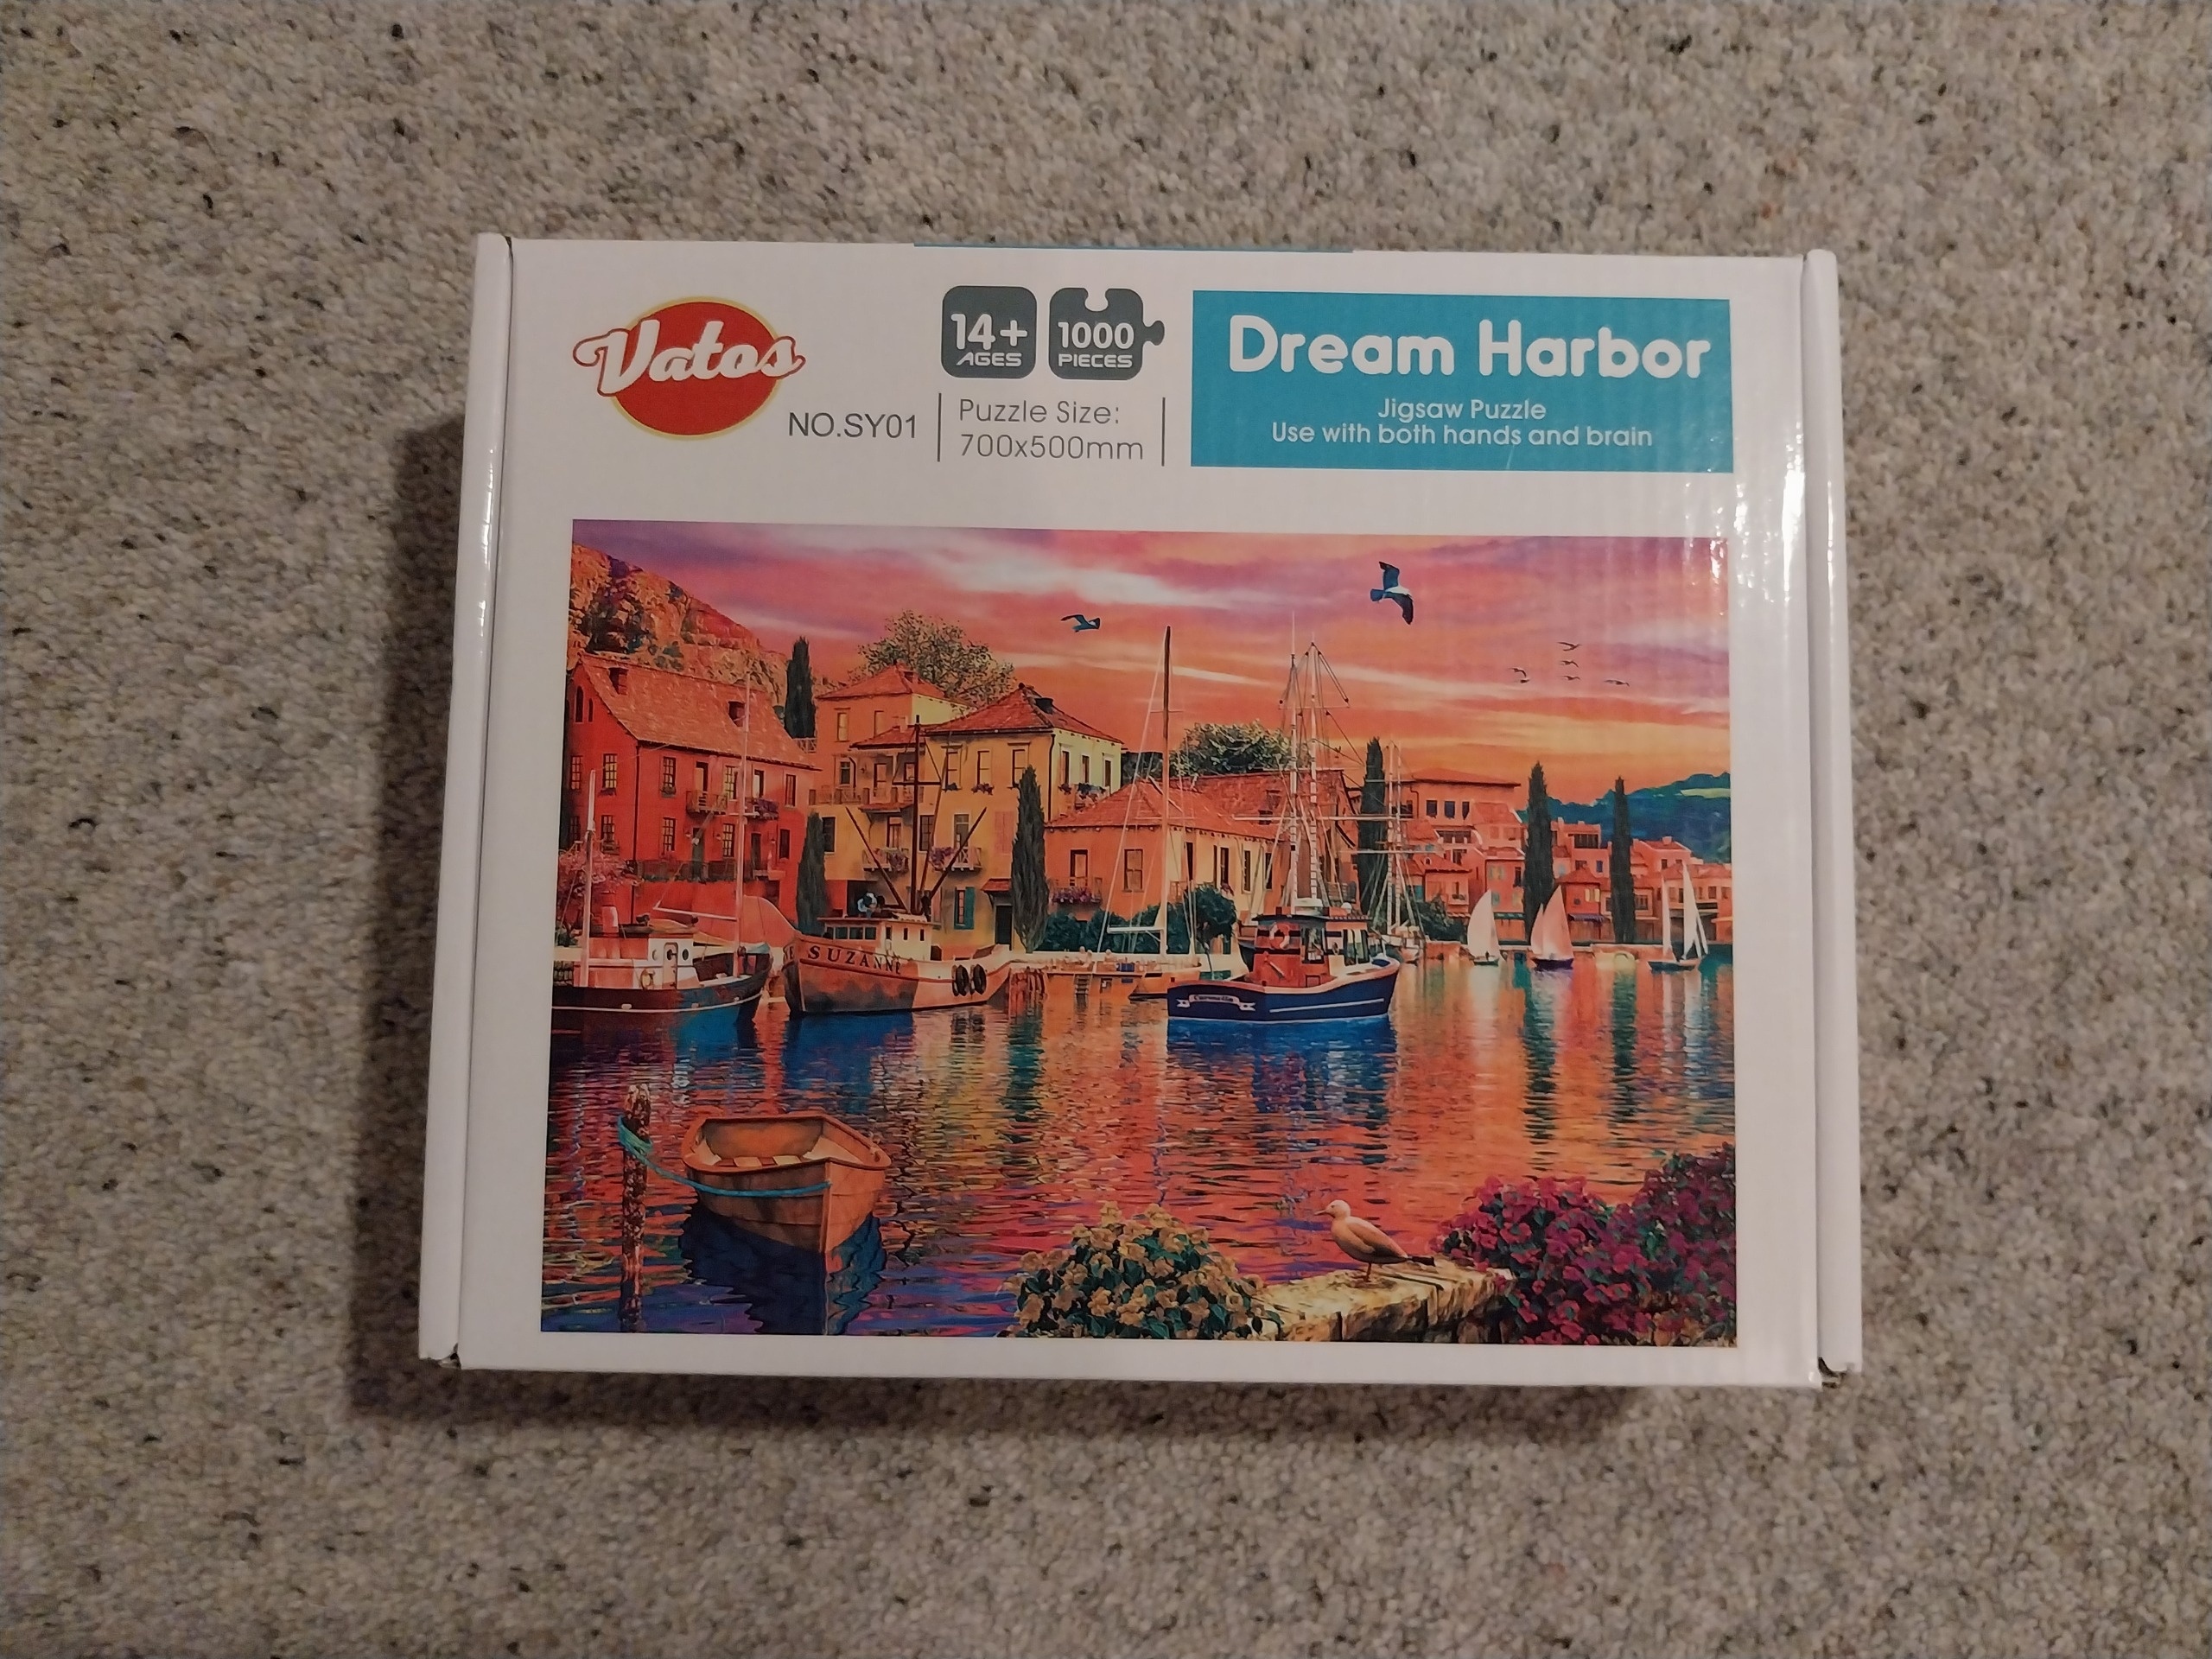 Vatos
NO.SY01
14+
AGES
1000
PIECES
Puzzle Size:
700x500mm
Dream Harbor
Jigsaw Puzzle
Use with both hands and brain
SUZANNE